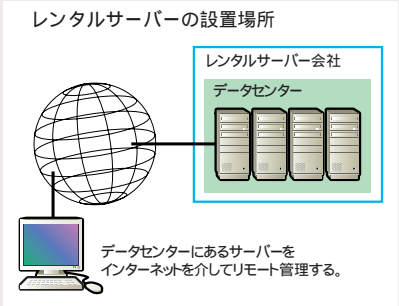 レンタルサーバーの設置場所
レンタルサーバー会社
データセンター
データセンターにあるサーバーを
インターネットを介してリモート管理する。